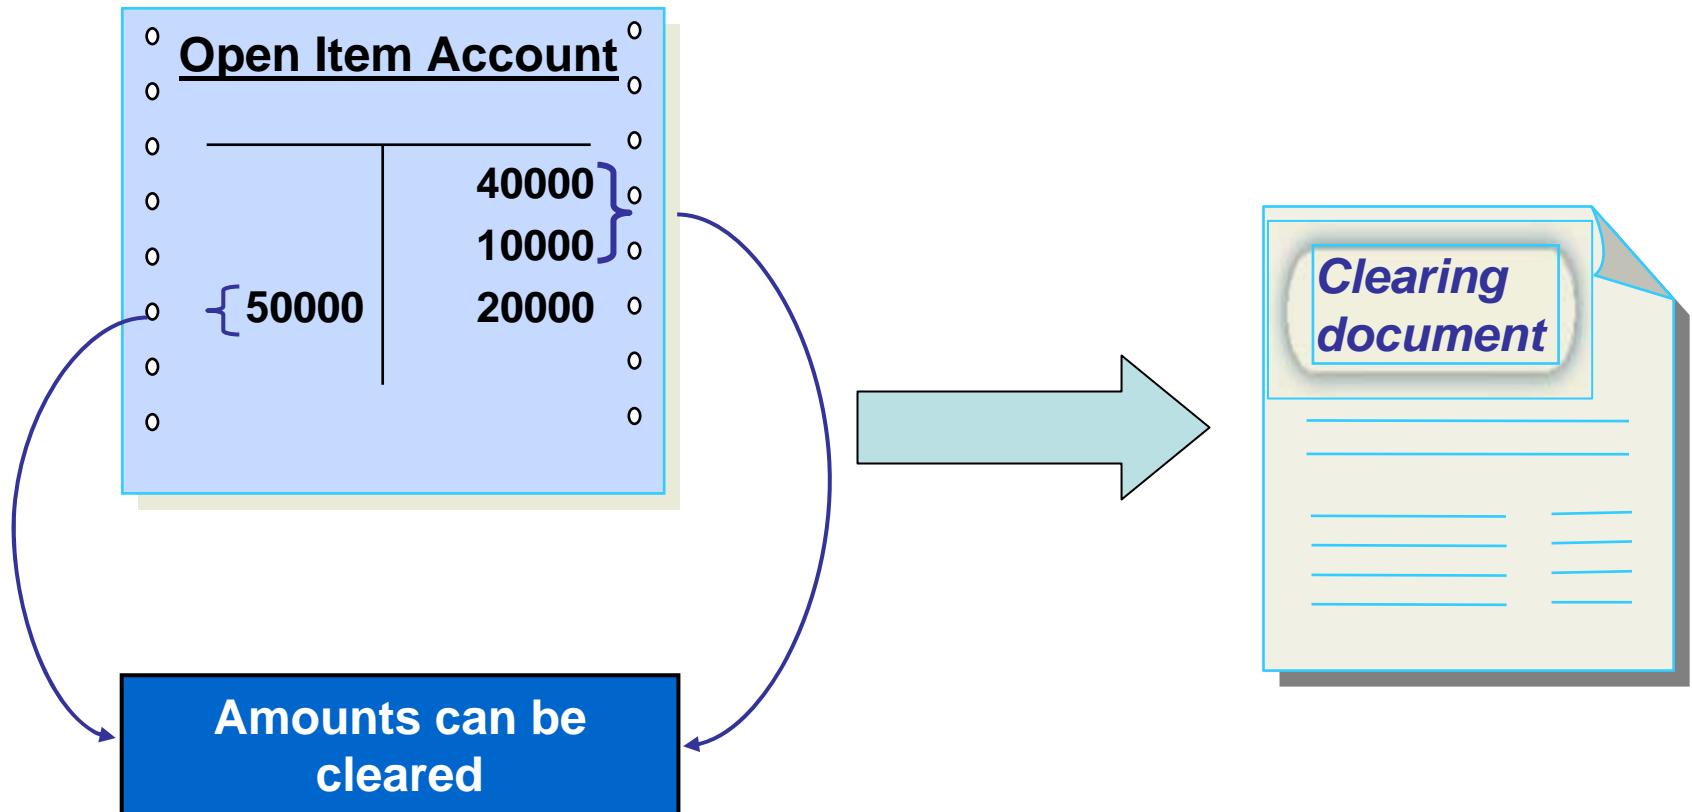 Open Item Account
40000
10000
50000 20000
Clearing
document
Amounts can be
cleared